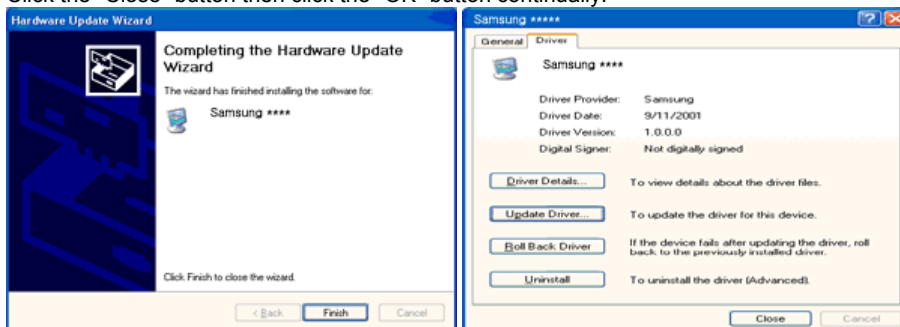 Click the "Close" button then click the "OK" button continually.
Hardware Update Wizard
Completing the Hardware Update
Wizard
The wizard has finished installing the software for:
Samsung ****
Click Finish to close the wizard.
< Back
Finish
Cancel
Samsung *****
General
Driver
Samsung ****
Driver Provider: Samsung
Driver Date: 9/11/2001
Driver Version: 1.0.0.0
Digital Signer: Not digitally signed
Driver Details... To view details about the driver files.
Update Driver... To update the driver for this device.
Roll Back Driver If the device fails after updating the driver, roll
back to the previously installed driver.
Uninstall To uninstall the driver (Advanced).
Close
Cancel